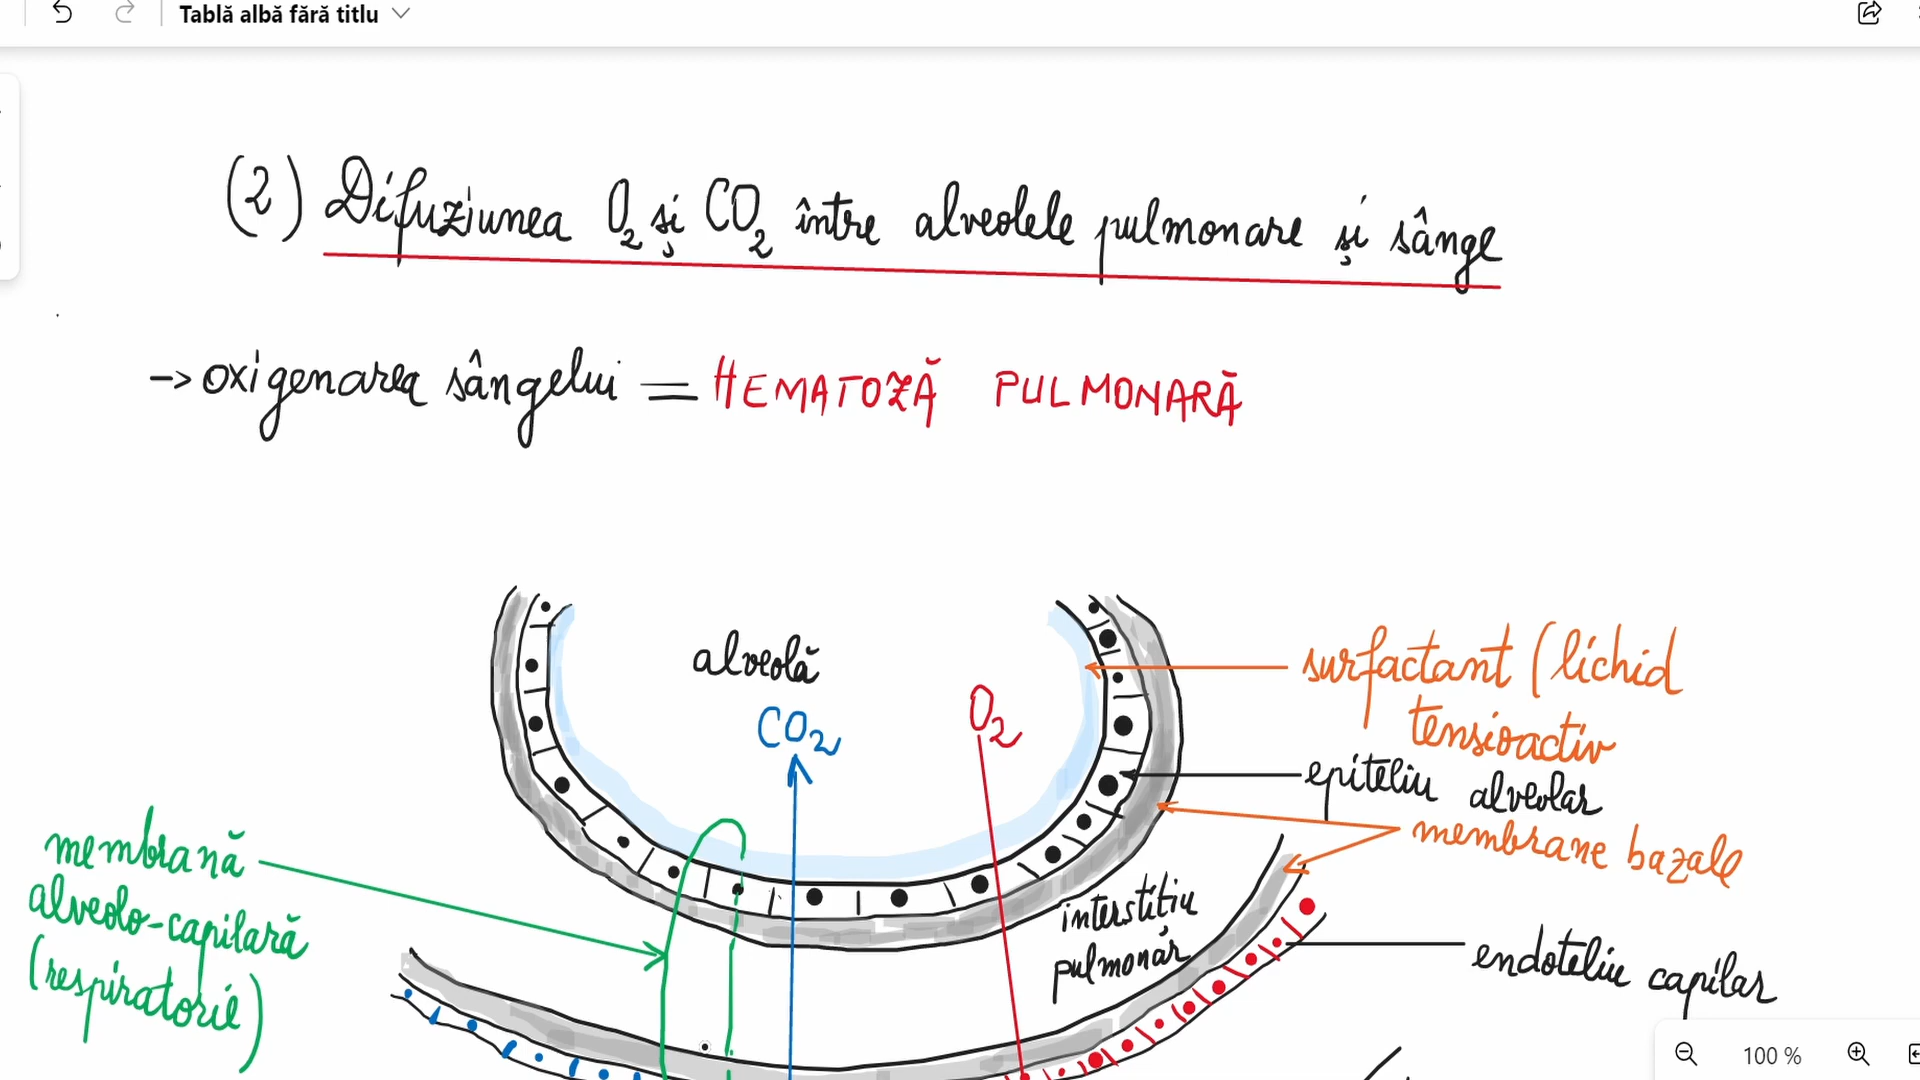 Tablă albă fără titlu
(2) Difuziunea O₂ și CO₂ între alveolele pulmonare și sânge
-> oxigenarea sângelui = HEMATOZĂ PULMONARĂ
alveolă
CO₂
O₂
surfactant (lichid
tensioactiv
epiteliu alveolar
membrane bazale
membrană
alveolo-capilară
(respiratorie)
interstițiu
pulmonar
endoteliu capilar
100 %